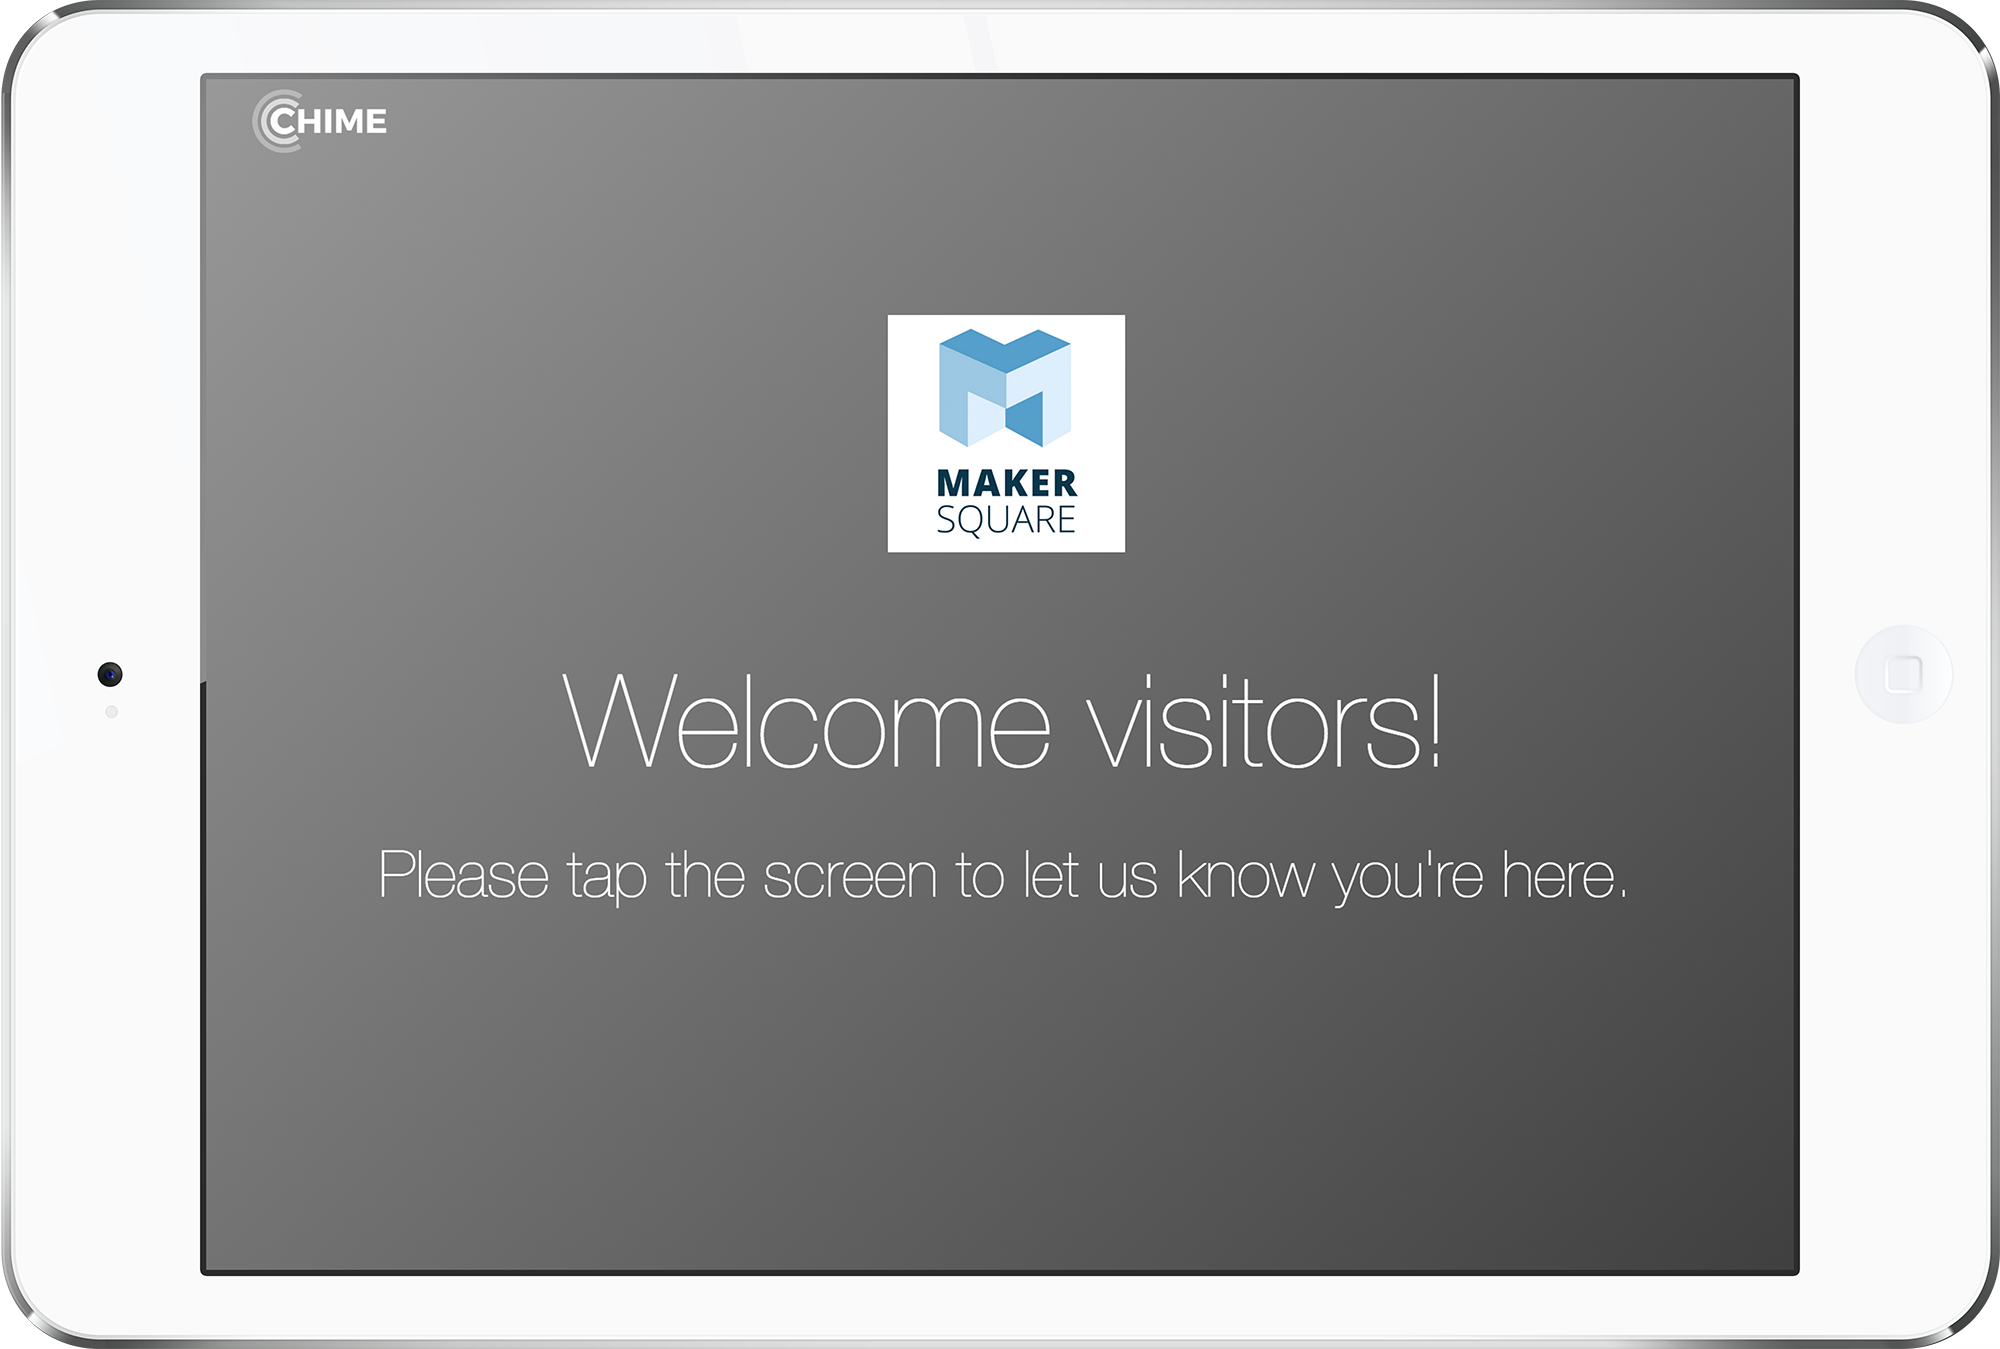 CHIME
MAKER
SQUARE
Welcome visitors!
Please tap the screen to let us know you're here.